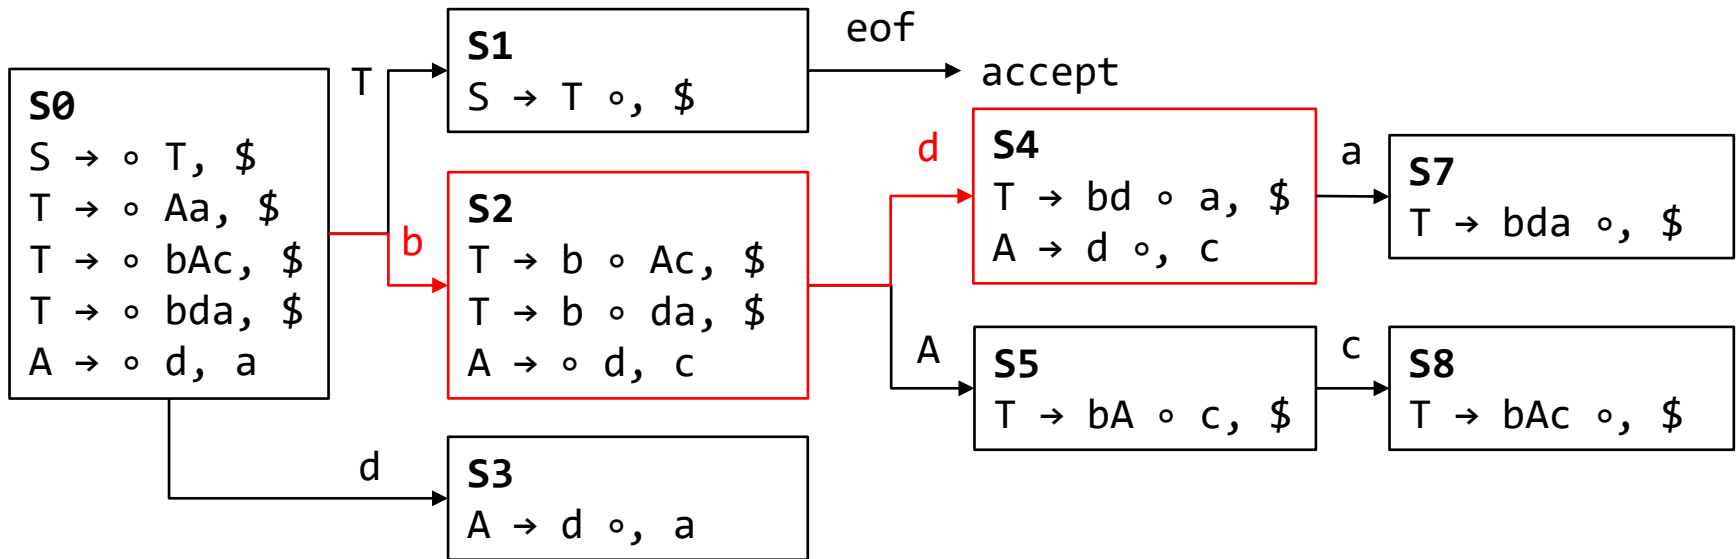 S0
S → ∘ T, $
T → ∘ Aa, $
T → ∘ bAc, $
T → ∘ bda, $
A → ∘ d, a
T
S1
S → T ∘, $
eof
accept
b
S2
T → b ∘ Ac, $
T → b ∘ da, $
A → ∘ d, c
d
S3
A → d ∘, a
d
S4
T → bd ∘ a, $
A → d ∘, c
a
S7
T → bda ∘, $
A
S5
T → bA ∘ c, $
c
S8
T → bAc ∘, $